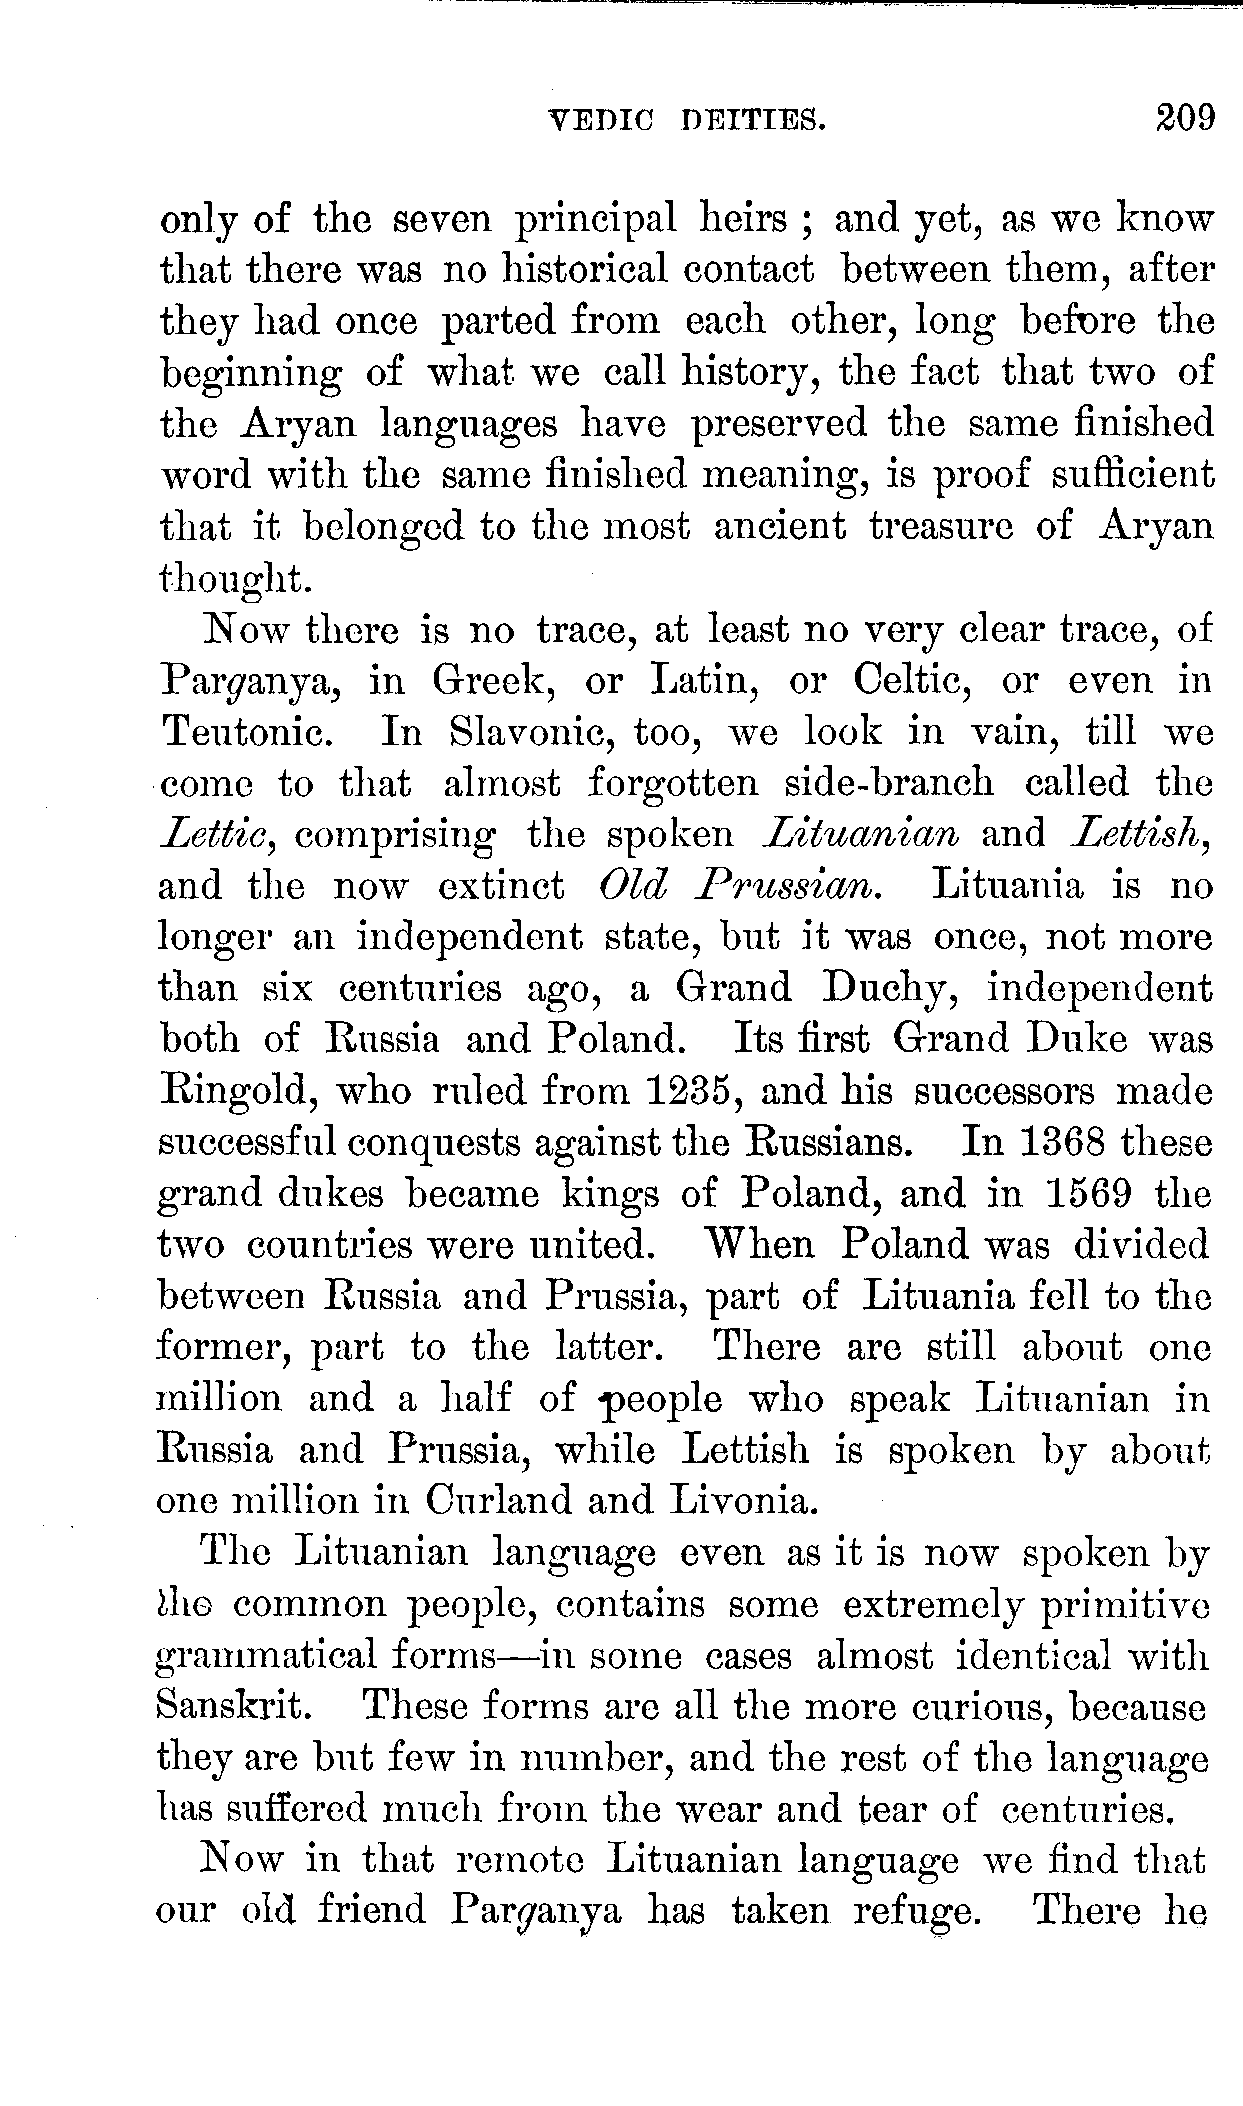 VEDIC DEITIES. 209
only of the seven principal heirs ; and yet, as we know
that there was no historical contact between them, after
they had once parted from each other, long before the
beginning of what we call history, the fact that two of
the Aryan languages have preserved the same finished
word with the same finished meaning, is proof sufficient
that it belonged to the most ancient treasure of Aryan
thought.
Now there is no trace, at least no very clear trace, of
Parganya, in Greek, or Latin, or Celtic, or even in
Teutonic. In Slavonic, too, we look in vain, till we
come to that almost forgotten side-branch called the
Lettic, comprising the spoken Lituanian and Lettish,
and the now extinct Old Prussian. Lituania is no
longer an independent state, but it was once, not more
than six centuries ago, a Grand Duchy, independent
both of Russia and Poland. Its first Grand Duke was
Ringold, who ruled from 1235, and his successors made
successful conquests against the Russians. In 1368 these
grand dukes became kings of Poland, and in 1569 the
two countries were united. When Poland was divided
between Russia and Prussia, part of Lituania fell to the
former, part to the latter. There are still about one
million and a half of people who speak Lituanian in
Russia and Prussia, while Lettish is spoken by about
one million in Curland and Livonia.
The Lituanian language even as it is now spoken by
the common people, contains some extremely primitive
grammatical forms—in some cases almost identical with
Sanskrit. These forms are all the more curious, because
they are but few in number, and the rest of the language
has suffered much from the wear and tear of centuries.
Now in that remote Lituanian language we find that
our old friend Parganya has taken refuge. There he